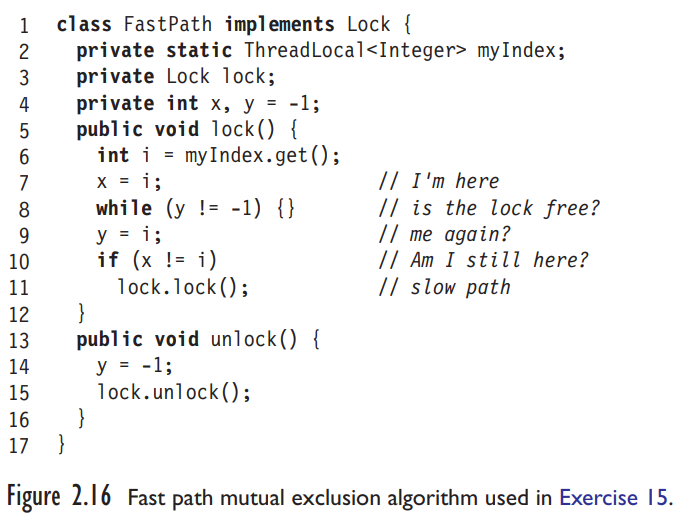 1 class FastPath implements Lock {
2 private static ThreadLocal<Integer> myIndex;
3 private Lock lock;
4 private int x, y = -1;
5 public void lock() {
6 int i = myIndex.get();
7 x = i; // I'm here
8 while (y != -1) {} // is the lock free?
9 y = i; // me again?
10 if (x != i) // Am I still here?
11 lock.lock(); // slow path
12 }
13 public void unlock() {
14 y = -1;
15 lock.unlock();
16 }
17 }
Figure 2.16 Fast path mutual exclusion algorithm used in Exercise 15.